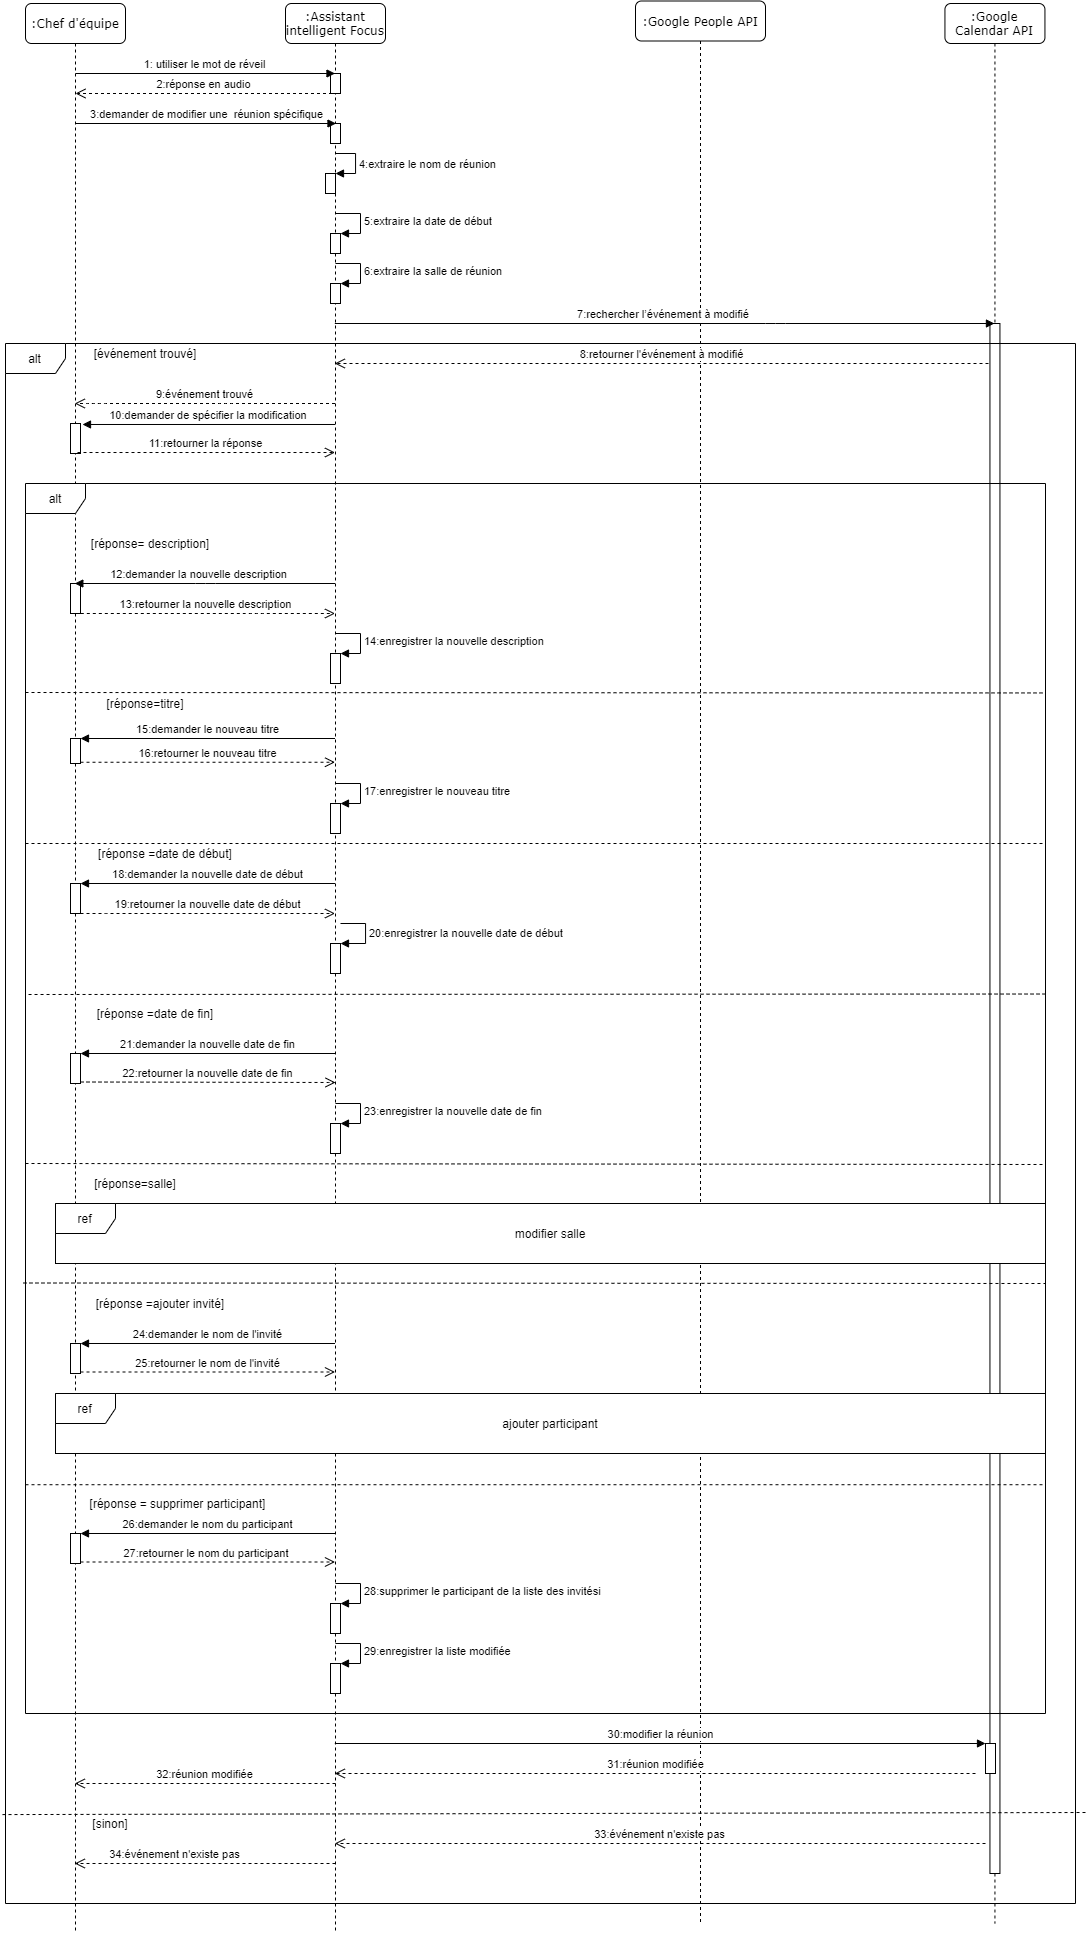 :Chef d'équipe
:Assistant
intelligent Focus
:Google People API
:Google
Calendar API
1: utiliser le mot de réveil
2:réponse en audio
3:demander de modifier une réunion spécifique
4:extraire le nom de réunion
5:extraire la date de début
6:extraire la salle de réunion
7:rechercher l'événement à modifié
alt
[événement trouvé]
8:retourner l'événement à modifié
9:événement trouvé
10:demander de spécifier la modification
11:retourner la réponse
alt
[réponse= description]
12:demander la nouvelle description
13:retourner la nouvelle description
14:enregistrer la nouvelle description
[réponse=titre]
15:demander le nouveau titre
16:retourner le nouveau titre
17:enregistrer le nouveau titre
[réponse =date de début]
18:demander la nouvelle date de début
19:retourner la nouvelle date de début
20:enregistrer la nouvelle date de début
[réponse =date de fin]
21:demander la nouvelle date de fin
22:retourner la nouvelle date de fin
23:enregistrer la nouvelle date de fin
[réponse=salle]
ref
modifier salle
[réponse =ajouter invité]
24:demander le nom de l'invité
25:retourner le nom de l'invité
ref
ajouter participant
[réponse = supprimer participant]
26:demander le nom du participant
27:retourner le nom du participant
28:supprimer le participant de la liste des invitési
29:enregistrer la liste modifiée
30:modifier la réunion
31:réunion modifiée
32:réunion modifiée
[sinon]
33:événement n'existe pas
34:événement n'existe pas